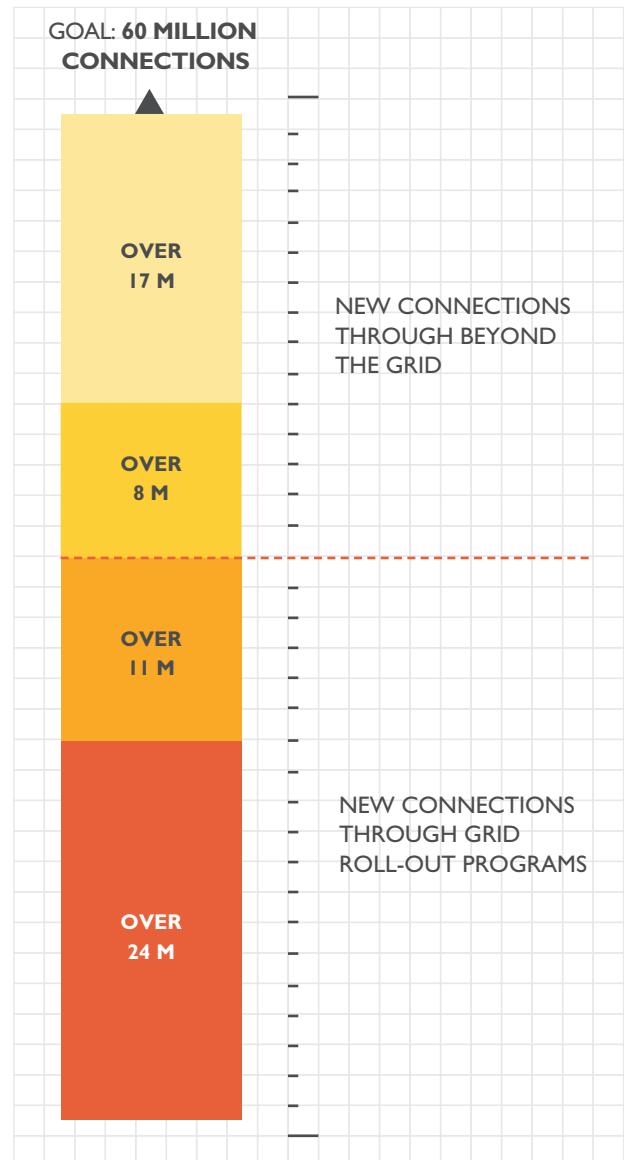 GOAL: 60 MILLION
CONNECTIONS
OVER
17 M
NEW CONNECTIONS
THROUGH BEYOND
THE GRID
OVER
8 M
OVER
11 M
NEW CONNECTIONS
THROUGH GRID
ROLL-OUT PROGRAMS
OVER
24 M